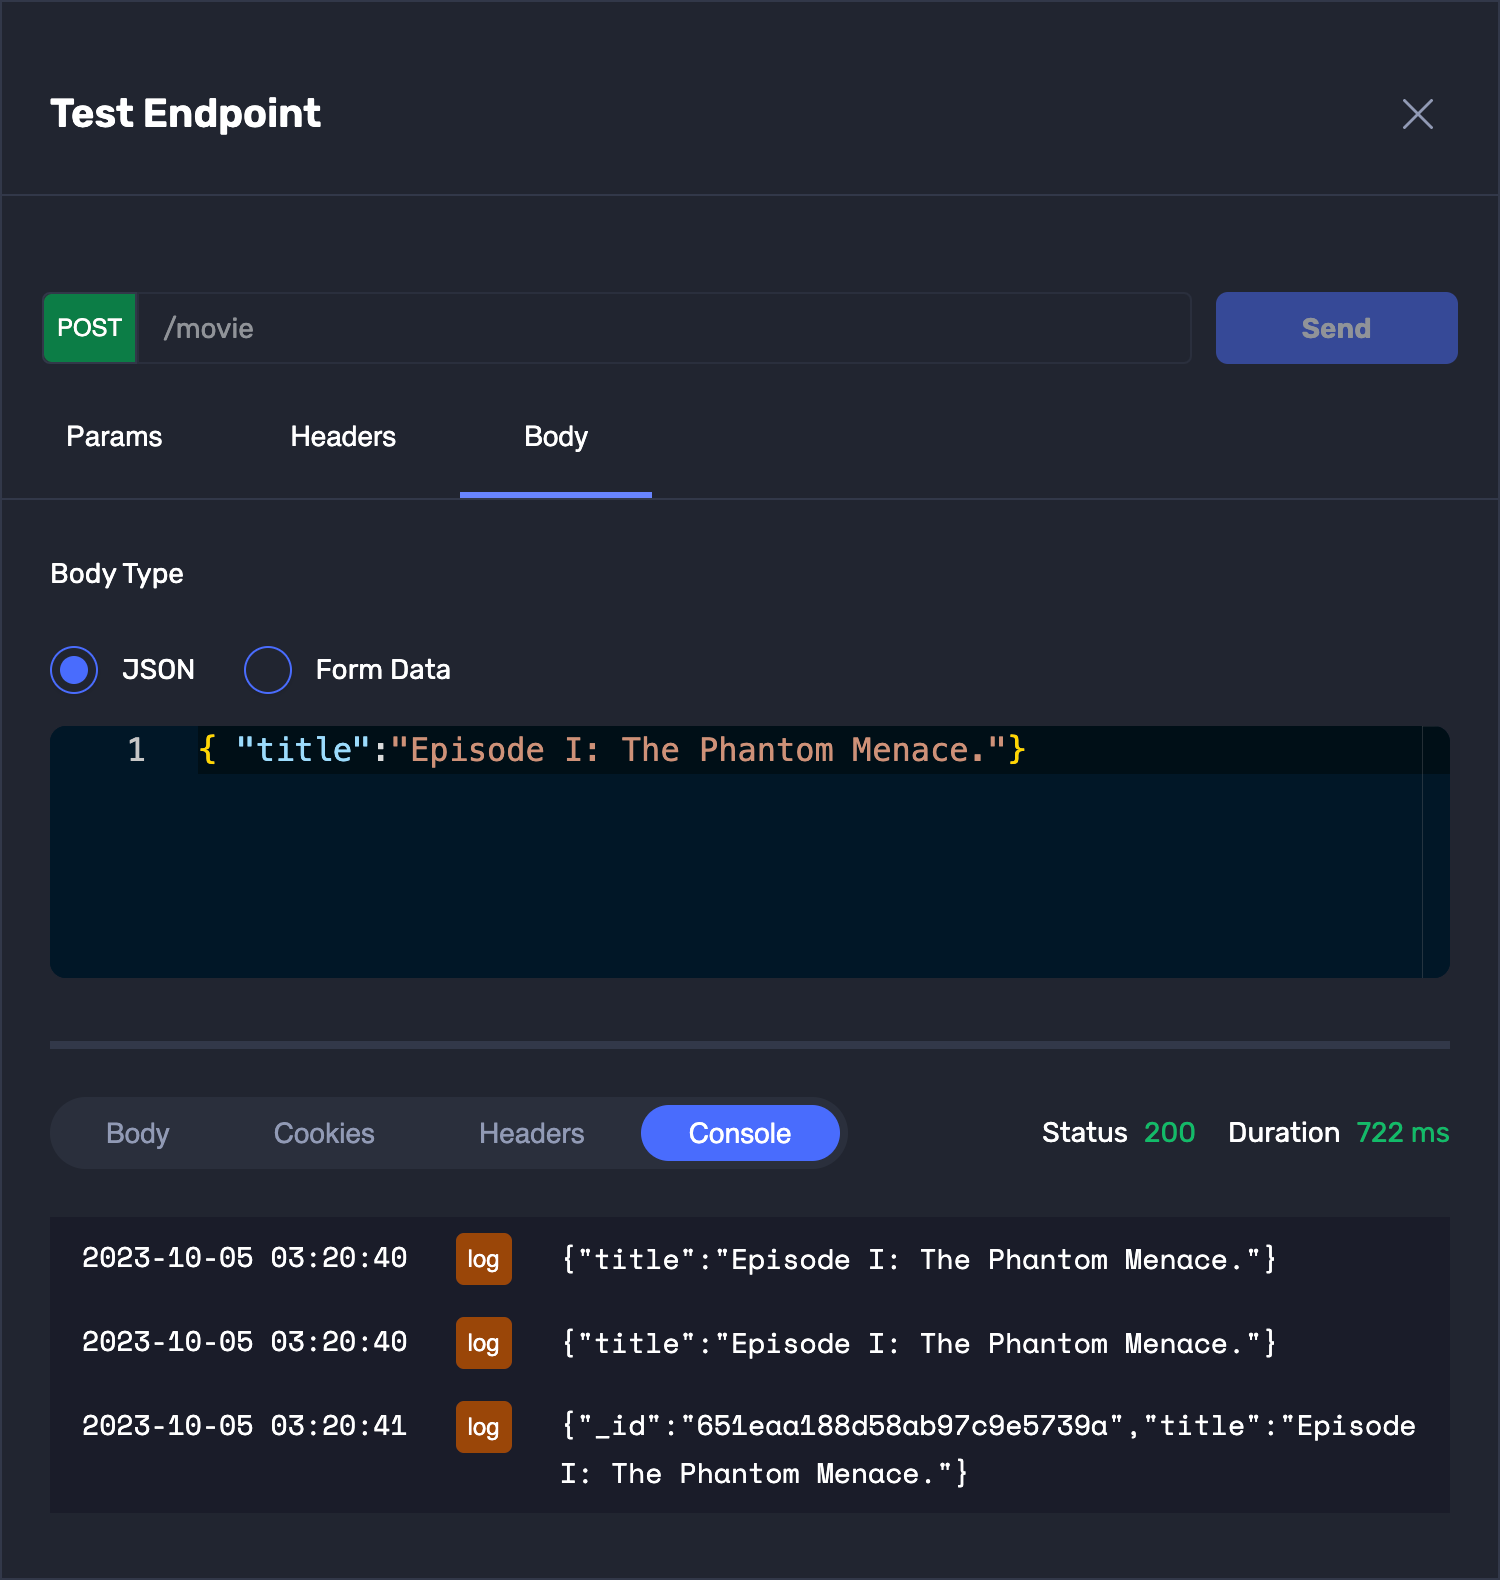 Test Endpoint
POST /movie Send
Params Headers Body
Body Type
JSON Form Data
1 { "title":"Episode I: The Phantom Menace."}
Body Cookies Headers Console Status 200 Duration 722 ms
2023-10-05 03:20:40 log {"title":"Episode I: The Phantom Menace."}
2023-10-05 03:20:40 log {"title":"Episode I: The Phantom Menace."}
2023-10-05 03:20:41 log {"_id":"651eaa188d58ab97c9e5739a","title":"Episode
I: The Phantom Menace."}